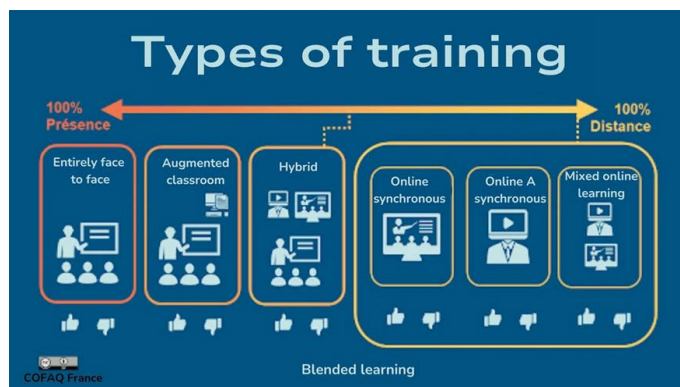 Types of training
100%
Présence
100%
Distance
Entirely face
to face
Augmented
classroom
Hybrid
Online
synchronous
Online A
synchronous
Mixed online
learning
COFAQ France
Blended learning